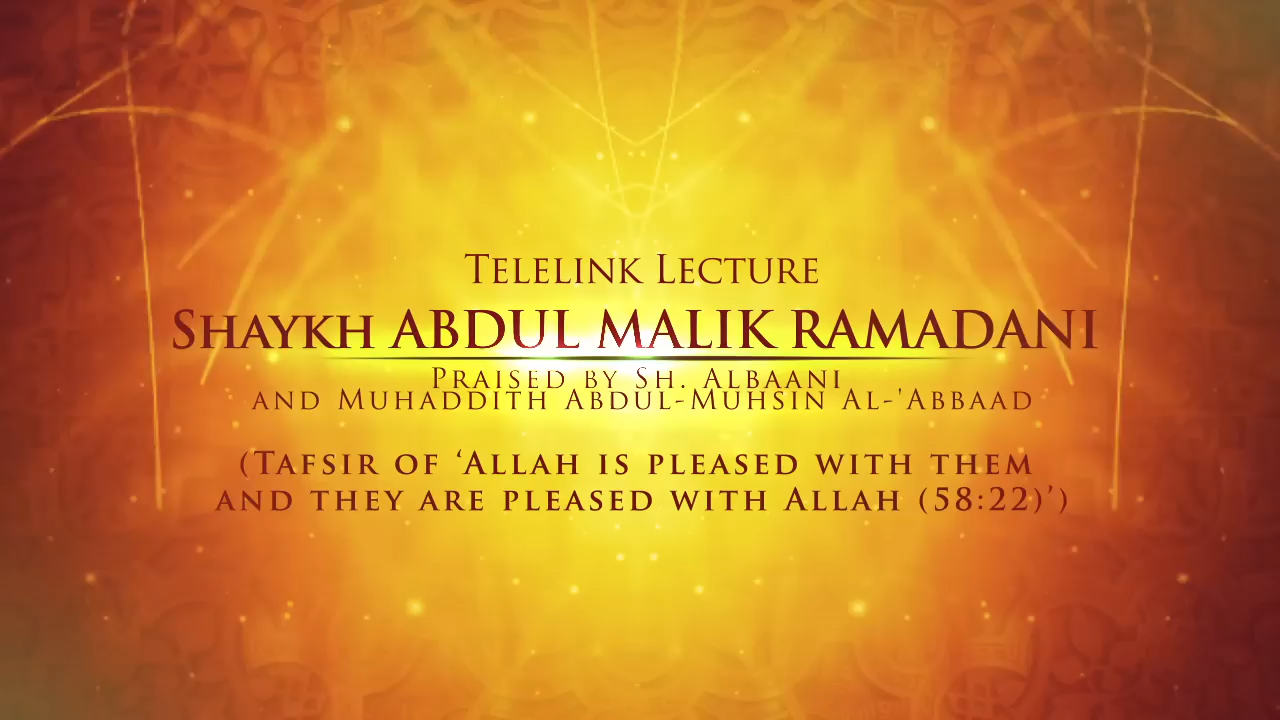 Telelink Lecture
Shaykh ABDUL MALIK RAMADANI
Praised by Sh. Albaani
and Muhaddith Abdul-Muhsin Al-'Abbaad
(Tafsir of ‘Allah is pleased with them
and they are pleased with Allah (58:22)’)